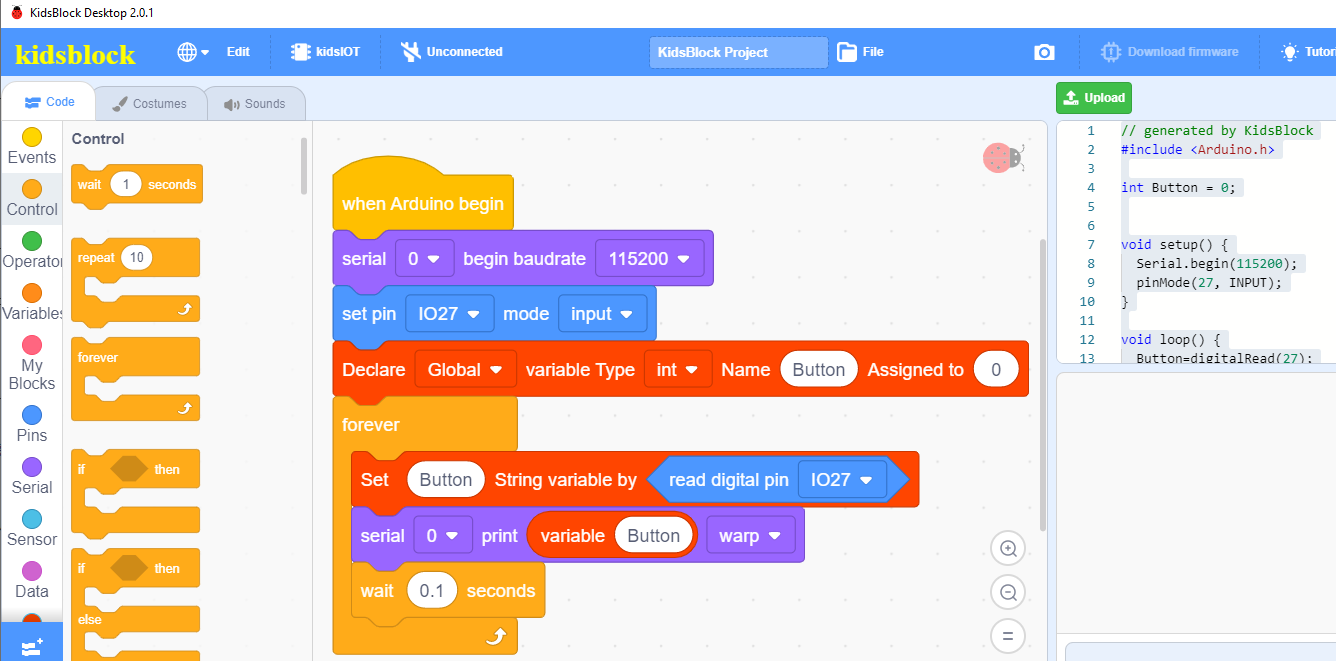 KidsBlock Desktop 2.0.1
kidsblock
Edit
kidsIOT
Unconnected
KidsBlock Project
File
Download firmware
Code
Costumes
Sounds
Upload
Events
Control
Variables
My
Blocks
Pins
Serial
Sensor
Data
Control
wait 1 seconds
repeat 10
forever
if then
if then
else
when Arduino begin
serial 0 begin baudrate 115200
set pin IO27 mode input
Declare Global variable Type int Name Button Assigned to 0
forever
Set Button String variable by read digital pin IO27
serial 0 print variable Button warp
wait 0.1 seconds
1 // generated by KidsBlock
2 #include <Arduino.h>
3
4 int Button = 0;
5
6
7 void setup() {
8 Serial.begin(115200);
9 pinMode(27, INPUT);
10 }
11
12 void loop() {
13 Button=digitalRead(27);